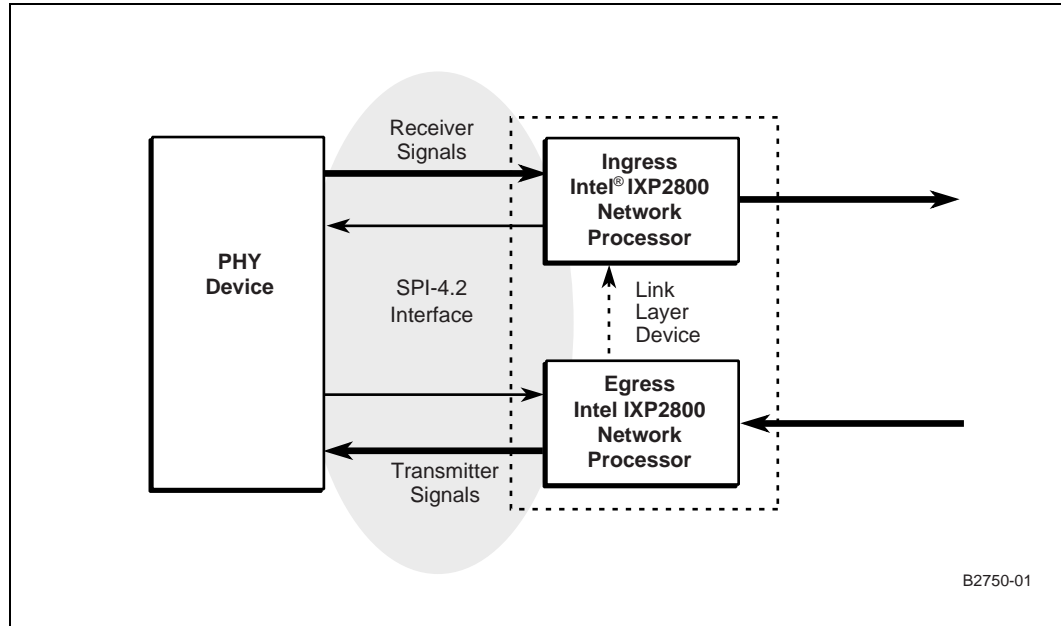 Receiver
Signals
Ingress
Intel® IXP2800
Network
Processor
PHY
Device
SPI-4.2
Interface
Link
Layer
Device
Egress
Intel IXP2800
Network
Processor
Transmitter
Signals
B2750-01